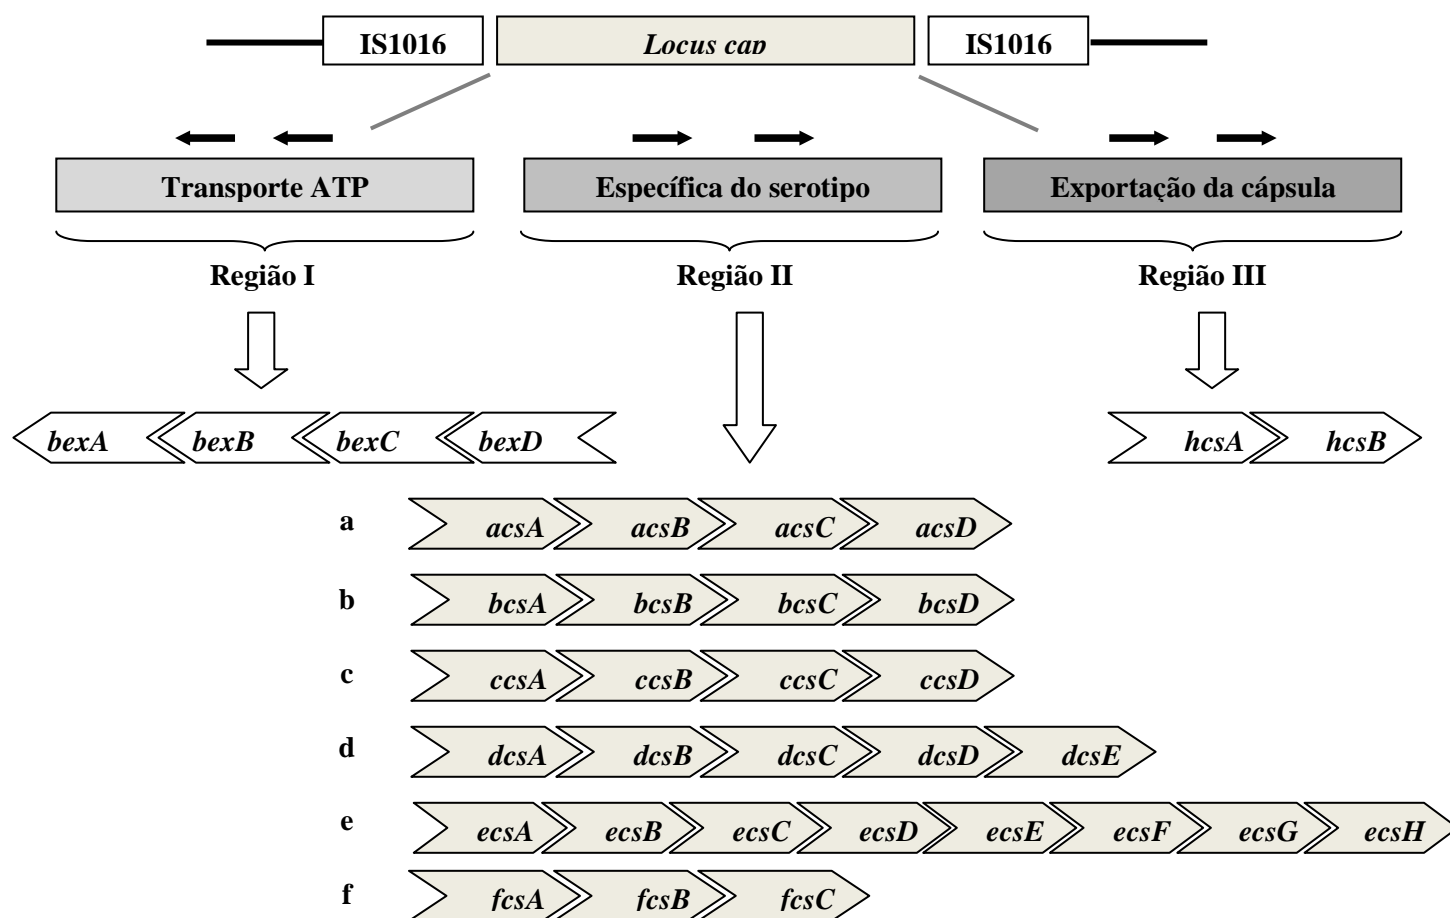 IS1016 Locus cap IS1016
Transporte ATP Específica do serotipo Exportação da cápsula
Região I Região II Região III
bexA bexB bexC bexD hcsA hcsB
a acsA acsB acsC acsD
b bcsA bcsB bcsC bcsD
c ccsA ccsB ccsC ccsD
d dcsA dcsB dcsC dcsD dcsE
e ecsA ecsB ecsC ecsD ecsE ecsF ecsG ecsH
f fcsA fcsB fcsC